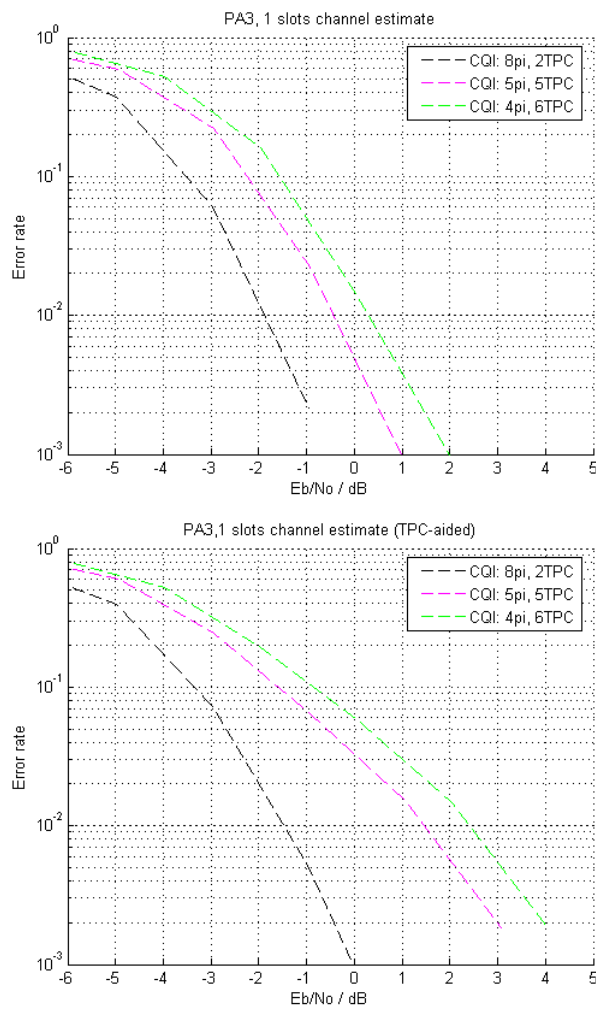 PA3, 1 slots channel estimate
10^0
10^-1
10^-2
10^-3
Error rate
CQI: 8pi, 2TPC
CQI: 5pi, 5TPC
CQI: 4pi, 6TPC
-6 -5 -4 -3 -2 -1 0 1 2 3 4 5
Eb/No / dB
PA3,1 slots channel estimate (TPC-aided)
10^0
10^-1
10^-2
10^-3
Error rate
CQI: 8pi, 2TPC
CQI: 5pi, 5TPC
CQI: 4pi, 6TPC
-6 -5 -4 -3 -2 -1 0 1 2 3 4 5
Eb/No / dB